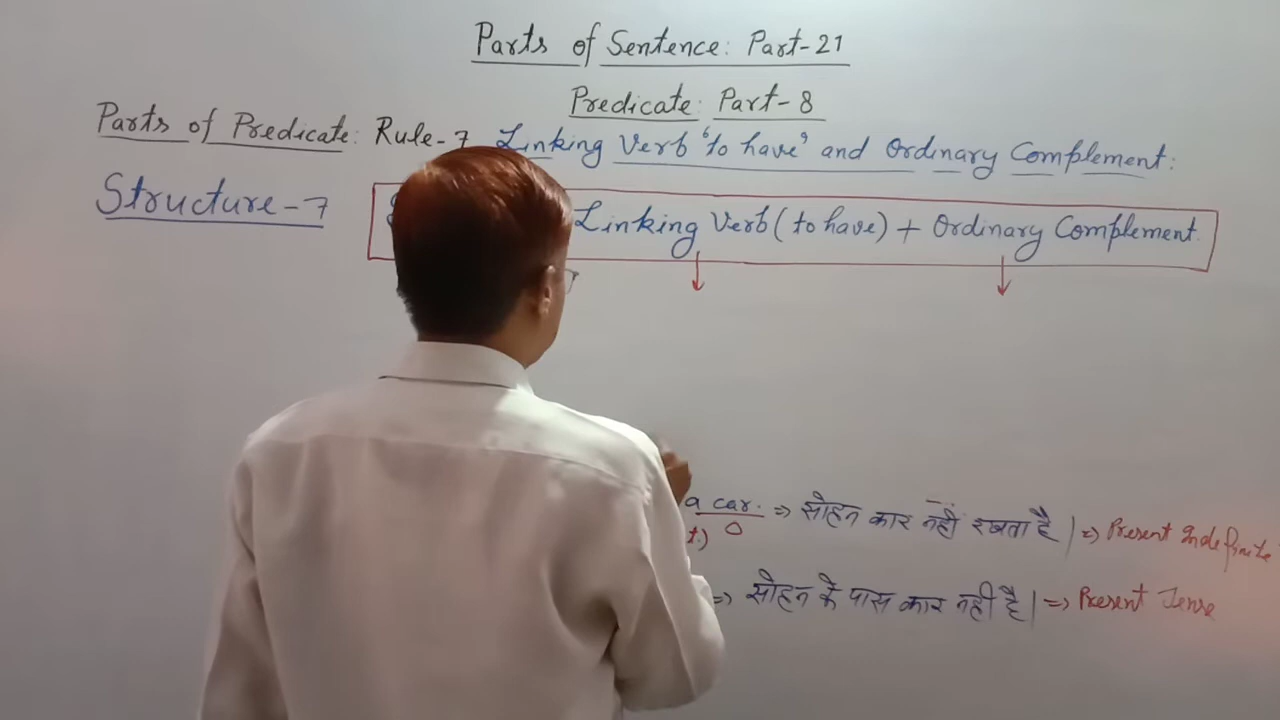 Parts of Sentence: Part-21
Predicate: Part-8
Parts of Predicate: Rule-7 Linking Verb 'to have' and Ordinary Complement:
Structure-7
Linking Verb (to have) + Ordinary Complement.
a car. => सोहन कार नहीं रखता है | => Present Indefinite
t.) O
=> सोहन के पास कार नहीं है | => Present Tense